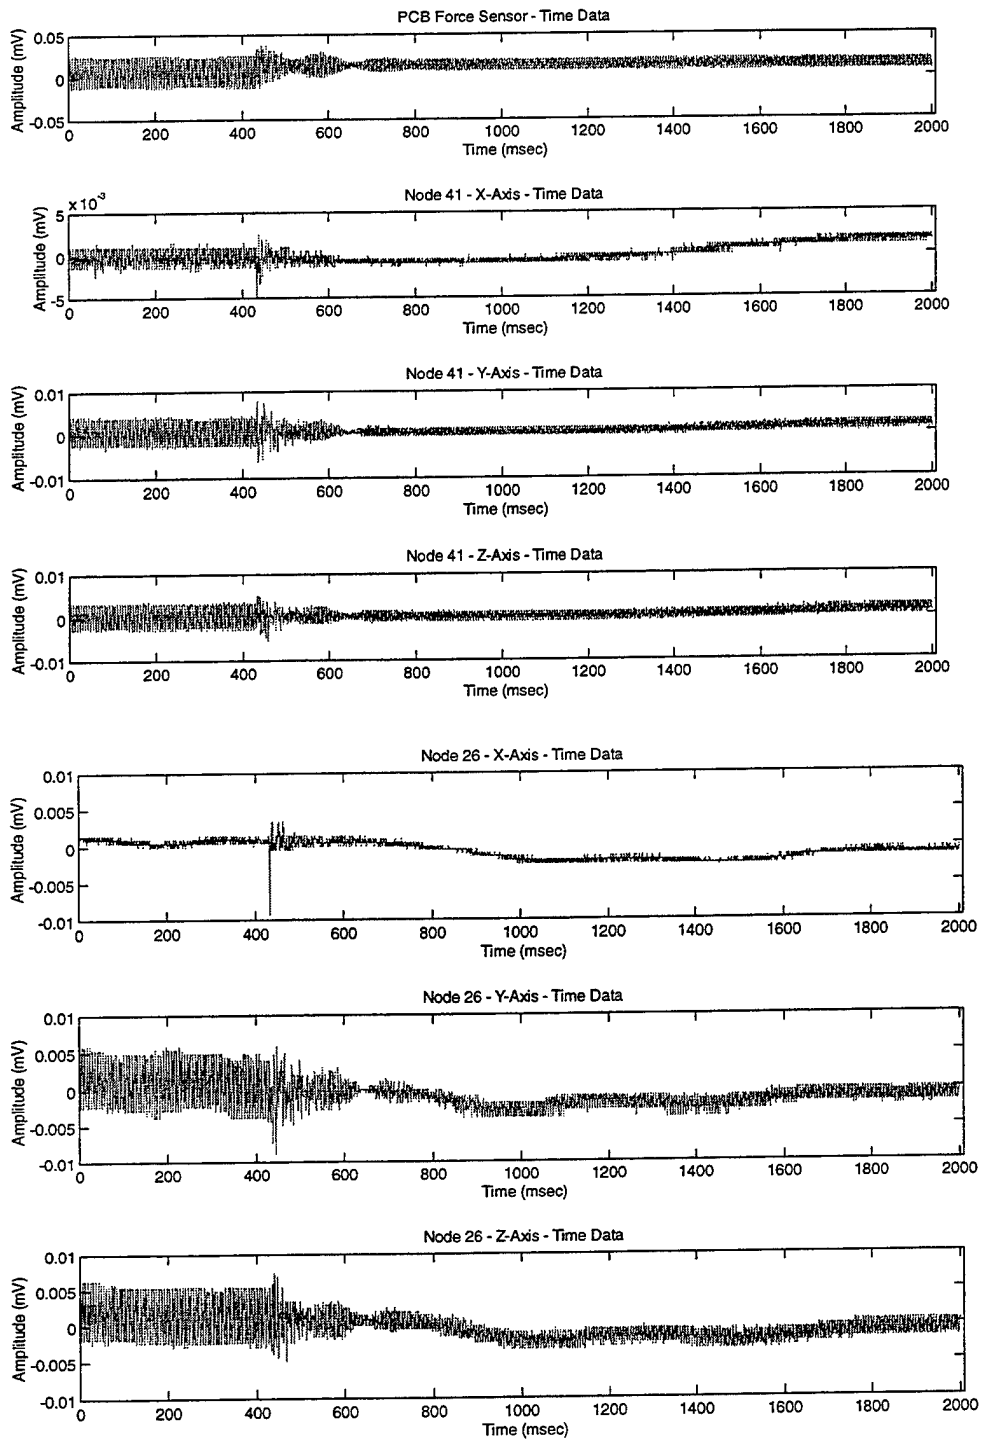 PCB Force Sensor - Time Data
0.05
0
-0.05
Amplitude (mV)
0 200 400 600 800 1000 1200 1400 1600 1800 2000
Time (msec)
Node 41 - X-Axis - Time Data
x 10-3
5
0
-5
Amplitude (mV)
0 200 400 600 800 1000 1200 1400 1600 1800 2000
Time (msec)
Node 41 - Y-Axis - Time Data
0.01
0
-0.01
Amplitude (mV)
0 200 400 600 800 1000 1200 1400 1600 1800 2000
Time (msec)
Node 41 - Z-Axis - Time Data
0.01
0
-0.01
Amplitude (mV)
0 200 400 600 800 1000 1200 1400 1600 1800 2000
Time (msec)
Node 26 - X-Axis - Time Data
0.01
0.005
0
-0.005
-0.01
Amplitude (mV)
0 200 400 600 800 1000 1200 1400 1600 1800 2000
Time (msec)
Node 26 - Y-Axis - Time Data
0.01
0.005
0
-0.005
-0.01
Amplitude (mV)
0 200 400 600 800 1000 1200 1400 1600 1800 2000
Time (msec)
Node 26 - Z-Axis - Time Data
0.01
0.005
0
-0.005
-0.01
Amplitude (mV)
0 200 400 600 800 1000 1200 1400 1600 1800 2000
Time (msec)